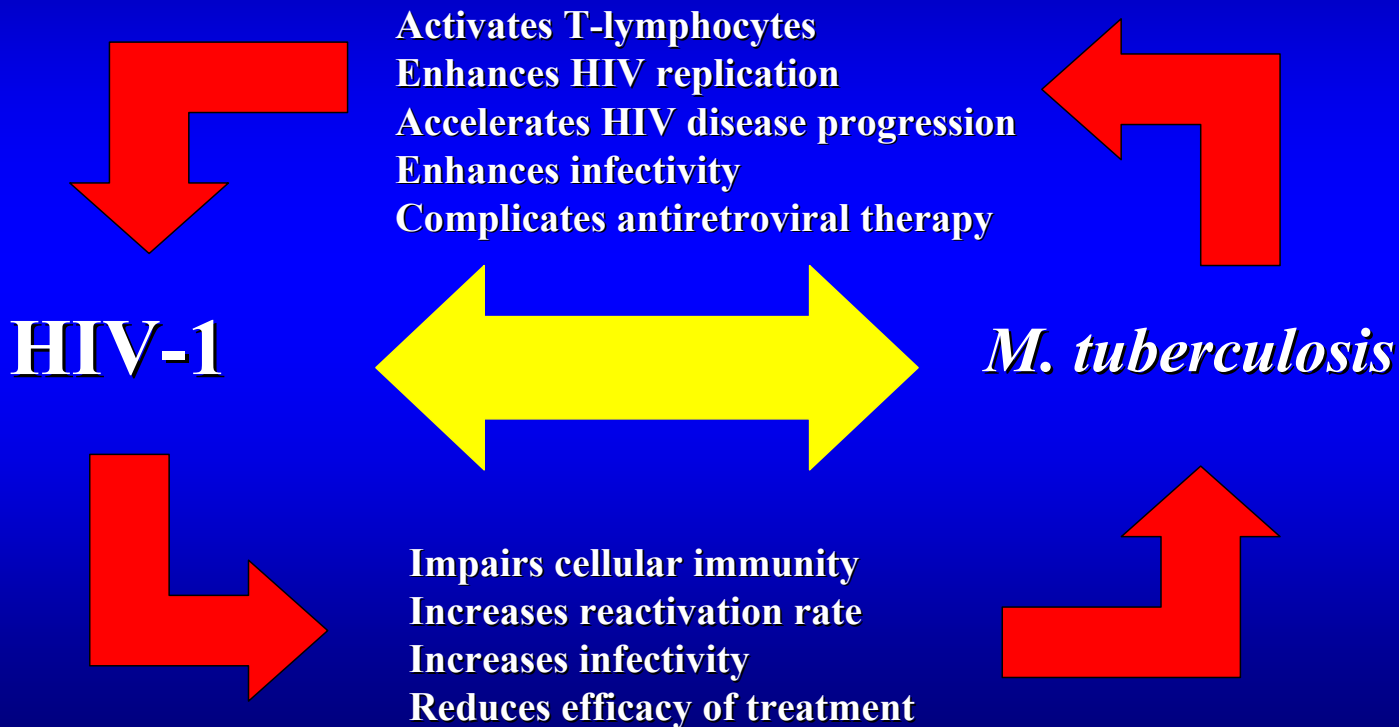 Activates T-lymphocytes
Enhances HIV replication
Accelerates HIV disease progression
Enhances infectivity
Complicates antiretroviral therapy
HIV-1
M. tuberculosis
Impairs cellular immunity
Increases reactivation rate
Increases infectivity
Reduces efficacy of treatment